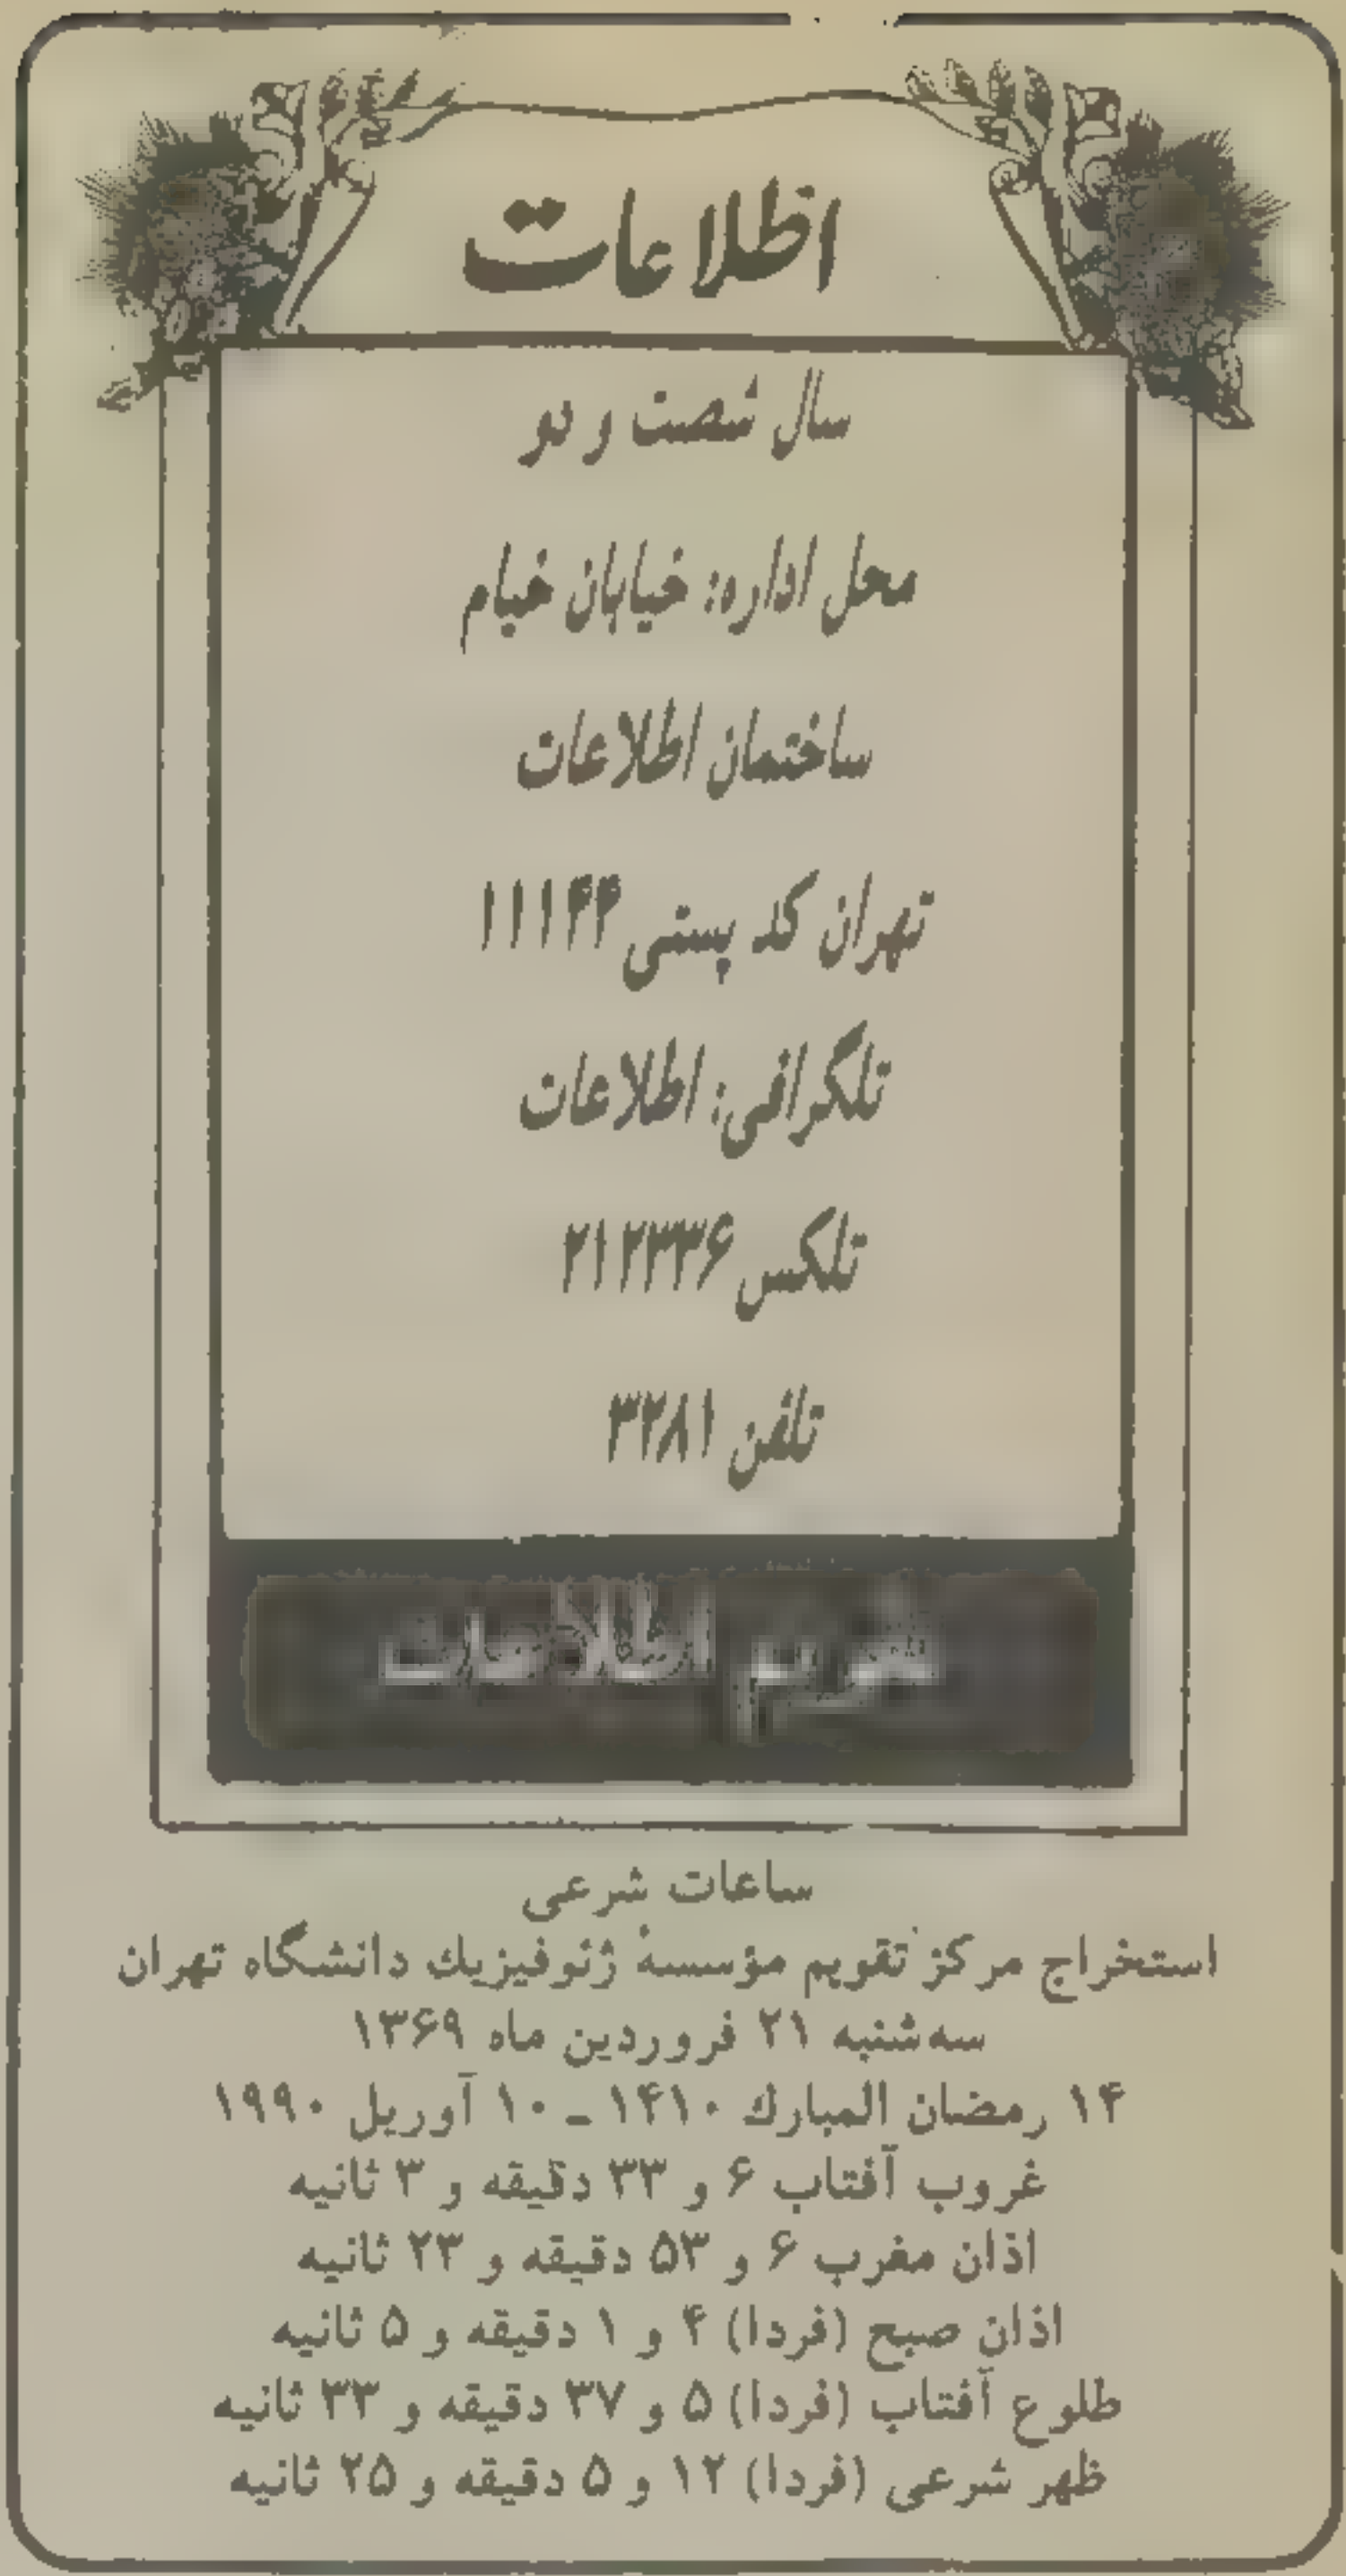 اطلاعات
سال شصت و دو
محل اداره: خیابان خیام
ساختمان اطلاعات
تهران کد پستی ۱۱۱۴۴
تلگرافی: اطلاعات
تلکس ۲۱۲۳۳۶
تلفن ۳۲۸۱
تقویم اطلاعات
ساعات شرعی
استخراج مرکز تقویم مؤسسهٔ ژئوفیزیك دانشگاه تهران
سه‌شنبه ۲۱ فروردین ماه ۱۳۶۹
۱۴ رمضان المبارك ۱۴۱۰ ـ ۱۰ آوریل ۱۹۹۰
غروب آفتاب ۶ و ۳۳ دقیقه و ۳ ثانیه
اذان مغرب ۶ و ۵۳ دقیقه و ۲۳ ثانیه
اذان صبح (فردا) ۴ و ۱ دقیقه و ۵ ثانیه
طلوع آفتاب (فردا) ۵ و ۳۷ دقیقه و ۳۳ ثانیه
ظهر شرعی (فردا) ۱۲ و ۵ دقیقه و ۲۵ ثانیه